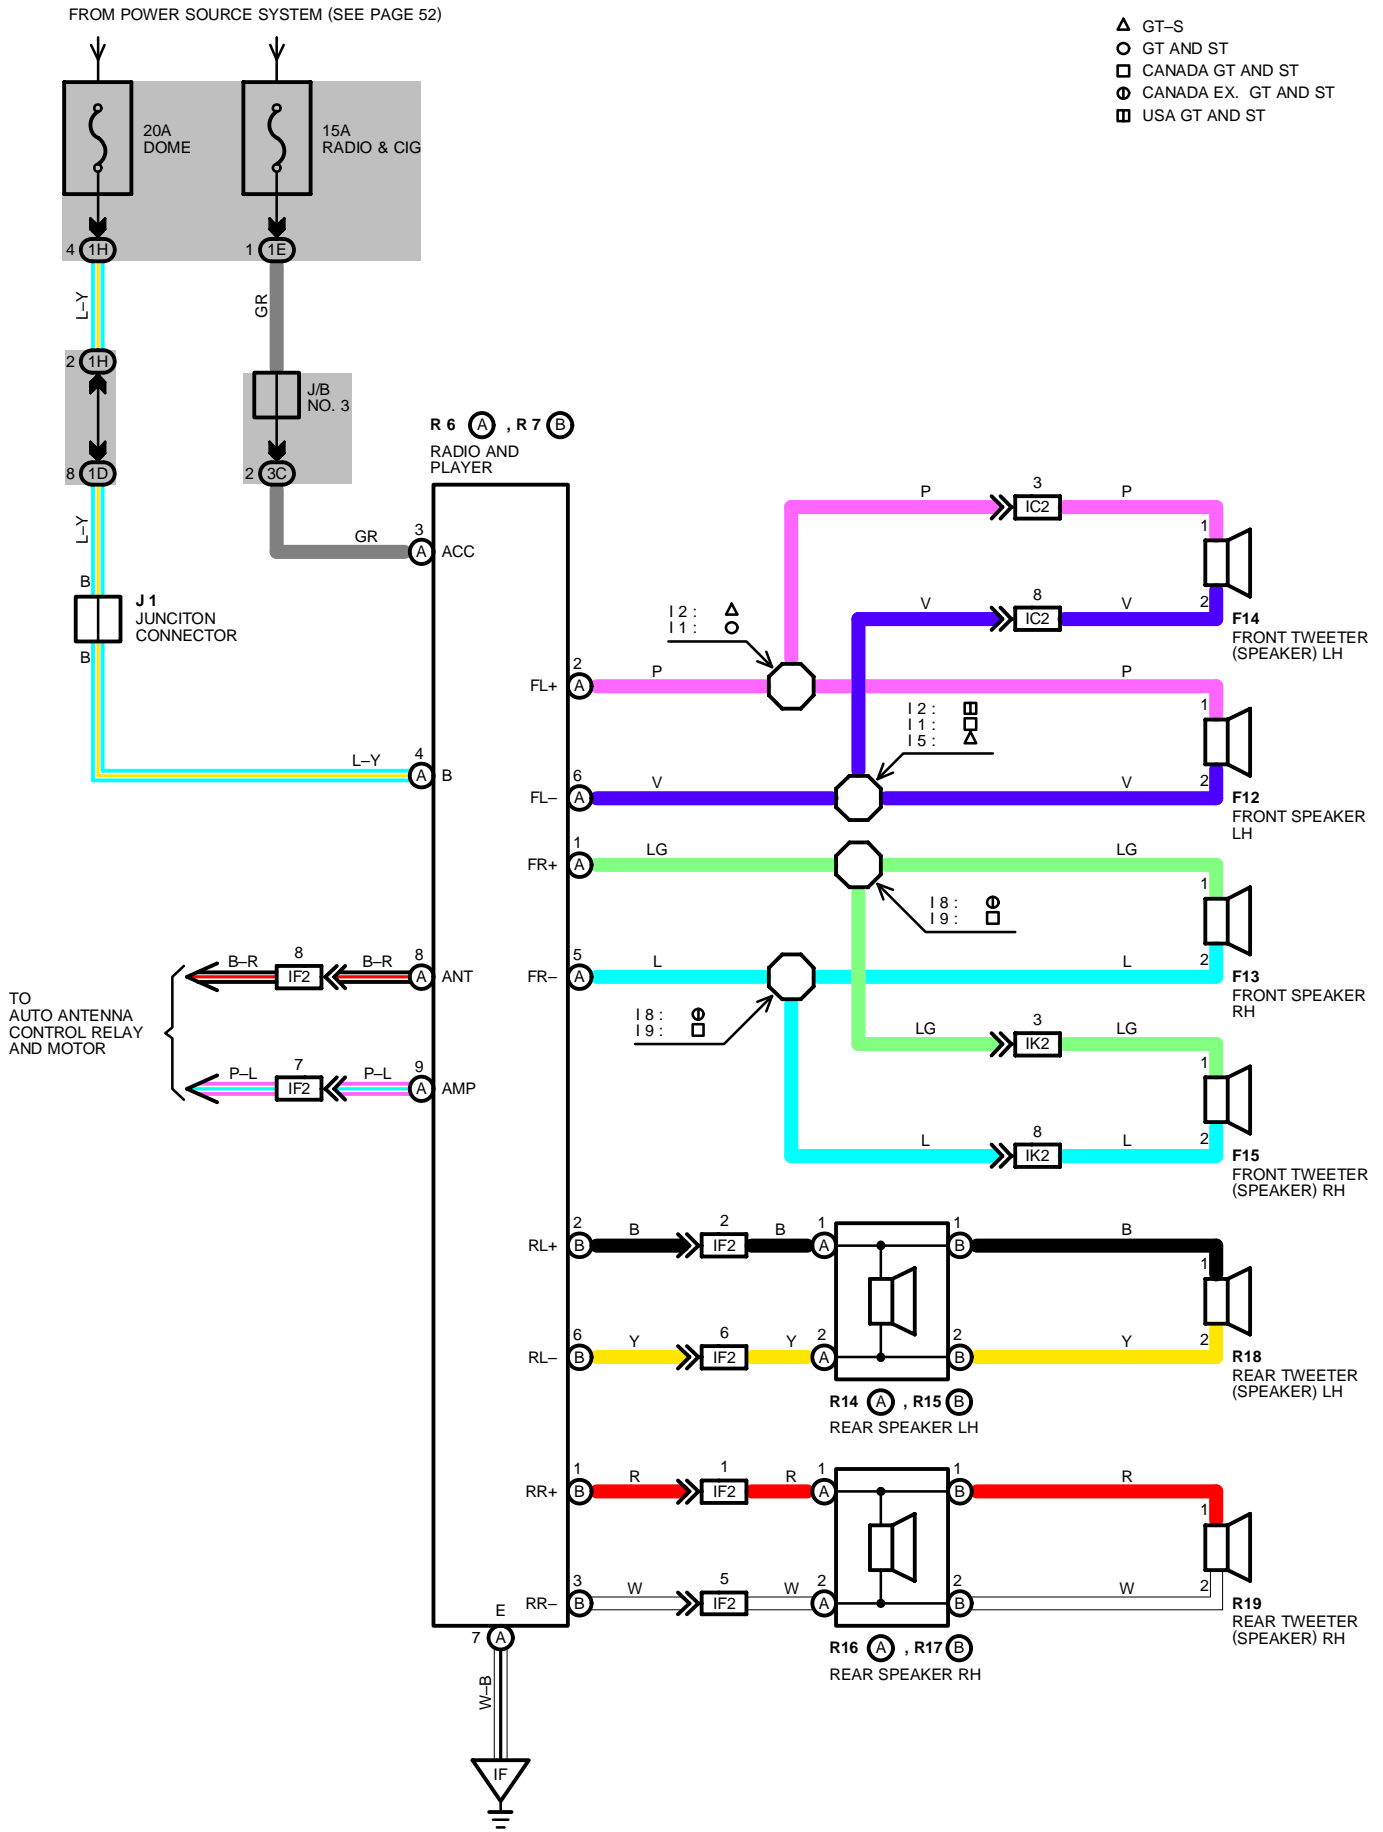 FROM POWER SOURCE SYSTEM (SEE PAGE 52)
GT–S
GT AND ST
CANADA GT AND ST
CANADA EX. GT AND ST
USA GT AND ST
20A
DOME
15A
RADIO & CIG
4 1H
1 1E
L–Y
GR
2 1H
J/B
NO. 3
8 1D
2 3C
L–Y
GR
B
J 1
JUNCITON
CONNECTOR
B
L–Y
R 6 A , R 7 B
RADIO AND
PLAYER
3
A ACC
4
A B
8
A ANT
9
A AMP
B–R
8
IF2
B–R
P–L
7
IF2
P–L
TO
AUTO ANTENNA
CONTROL RELAY
AND MOTOR
P
3
IC2
P
1
V
8
IC2
V
2
F14
FRONT TWEETER
(SPEAKER) LH
I 2 :
I 1 :
2
FL+ A
P
P
1
I 2 :
I 1 :
I 5 :
6
FL– A
V
V
2
F12
FRONT SPEAKER
LH
1
FR+ A
LG
LG
1
I 8 :
I 9 :
5
FR– A
L
L
2
F13
FRONT SPEAKER
RH
I 8 :
I 9 :
LG
3
IK2
LG
1
L
8
IK2
L
2
F15
FRONT TWEETER
(SPEAKER) RH
2
RL+ B
B
2
IF2
B
1
A
1
B
B
1
6
RL– B
Y
6
IF2
Y
2
A
2
B
Y
2
R18
REAR TWEETER
(SPEAKER) LH
R14 A , R15 B
REAR SPEAKER LH
1
RR+ B
R
1
IF2
R
1
A
1
B
R
1
3
RR– B
W
5
IF2
W
2
A
2
B
W
2
R19
REAR TWEETER
(SPEAKER) RH
R16 A , R17 B
REAR SPEAKER RH
E
7 A
W–B
IF